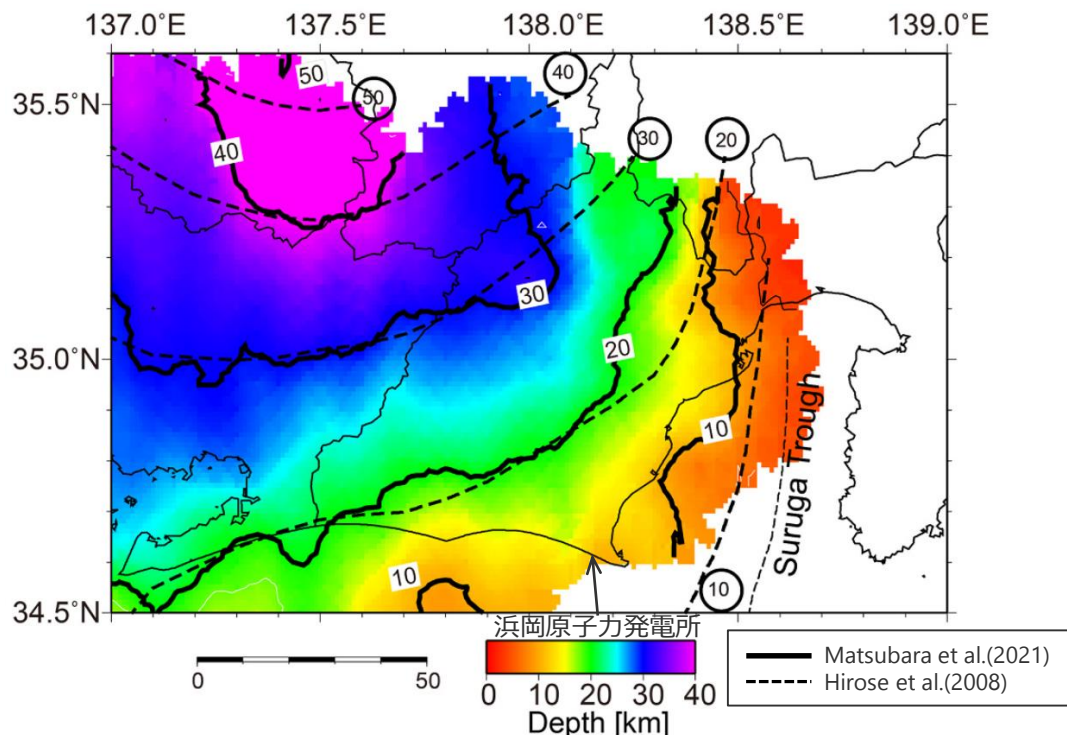 137.0˚E 137.5˚E 138.0˚E 138.5˚E 139.0˚E
50
40
50
35.5˚N
30
20
40
30
20
35.0˚N
10
Suruga Trough
10
10
34.5˚N
浜岡原子力発電所
0 50
0 10 20 30 40
Depth [km]
Matsubara et al.(2021)
Hirose et al.(2008)